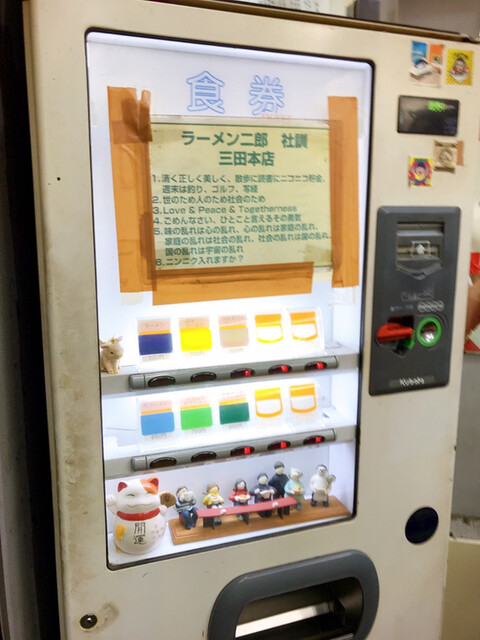 食券
ラーメン二郎 社訓
三田本店
1.清く正しく美しく、散歩に読書にニコニコ貯金、
週末は釣り、ゴルフ、写経
2.世のため人のため社会のため
3.Love & Peace & Togetherness
4.ごめんなさい、ひとこと言えるその勇気
5.味の乱れは心の乱れ、心の乱れは家庭の乱れ、
家庭の乱れは社会の乱れ、社会の乱れは国の乱れ、
国の乱れは宇宙の乱れ
6.ニンニク入れますか?
ラーメン
開運
Kubota